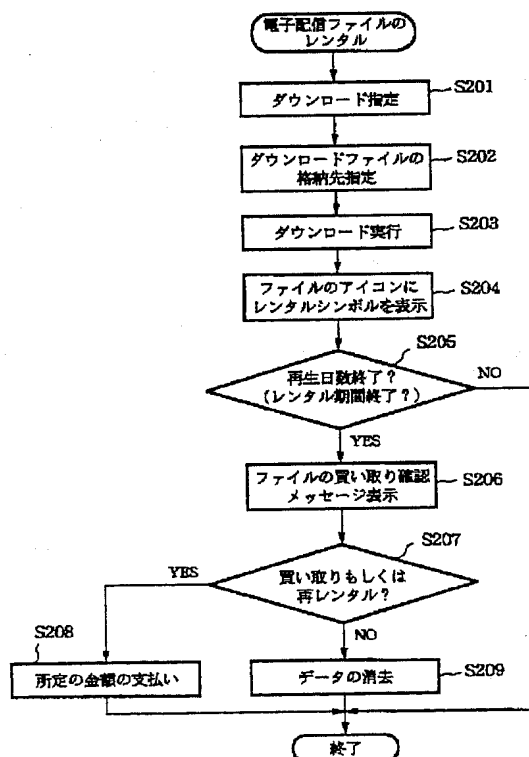 電子配信ファイルの
レンタル
ダウンロード指定
S201
ダウンロードファイルの
格納先指定
S202
ダウンロード実行
S203
ファイルのアイコンに
レンタルシンボルを表示
S204
S205
再生日数終了?
(レンタル期間終了?)
NO
YES
ファイルの買い取り確認
メッセージ表示
S206
S207
YES
買い取りもしくは
再レンタル?
NO
S208
所定の金額の支払い
データの消去
S209
終了